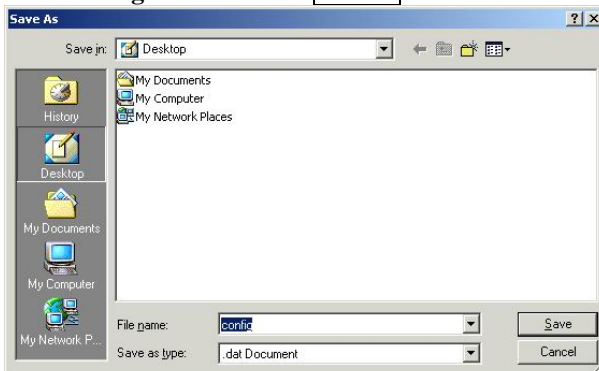 Save As
Save in:
Desktop
My Documents
My Computer
My Network Places
History
Desktop
My Documents
My Computer
My Network P...
File name:
config
Save
Save as type:
.dat Document
Cancel